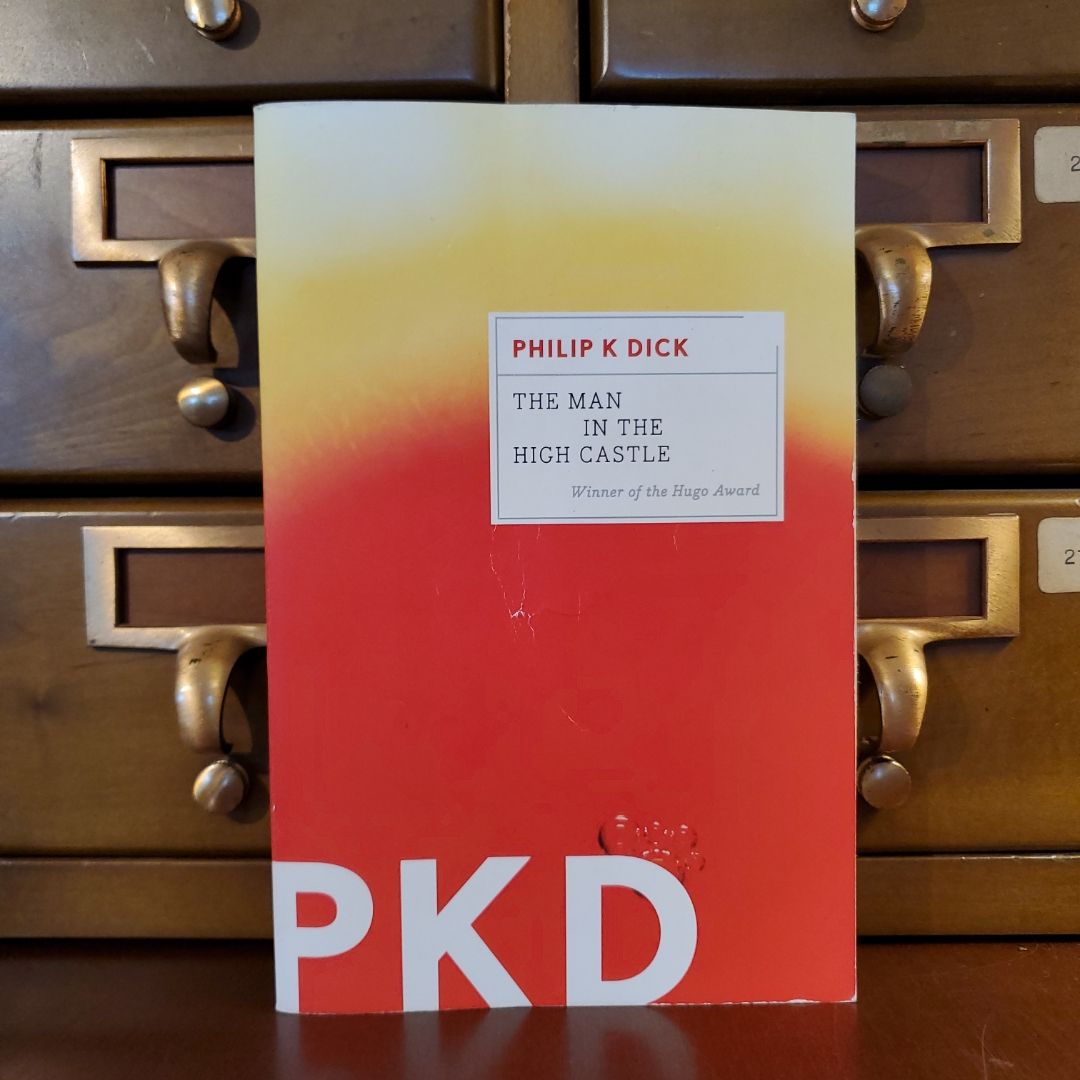 PHILIP K DICK
THE MAN
IN THE
HIGH CASTLE
Winner of the Hugo Award
PKD